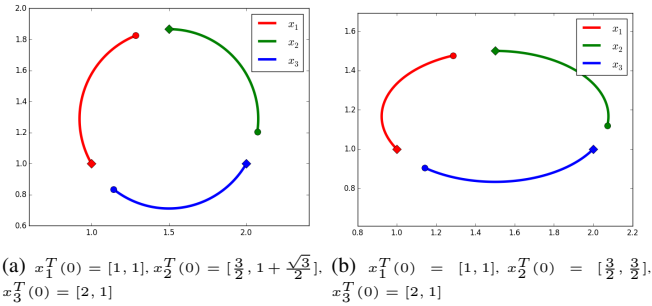 2.0
1.8
1.6
1.4
1.2
1.0
0.8
0.6
1.0 1.5 2.0
x₁
x₂
x₃
1.6
1.4
1.2
1.0
0.8
0.8 1.0 1.2 1.4 1.6 1.8 2.0 2.2
x₁
x₂
x₃
(a) x₁ᵀ(0) = [1, 1], x₂ᵀ(0) = [3/2, 1 + √3/2],
x₃ᵀ(0) = [2, 1]
(b) x₁ᵀ(0) = [1, 1], x₂ᵀ(0) = [3/2, 3/2],
x₃ᵀ(0) = [2, 1]